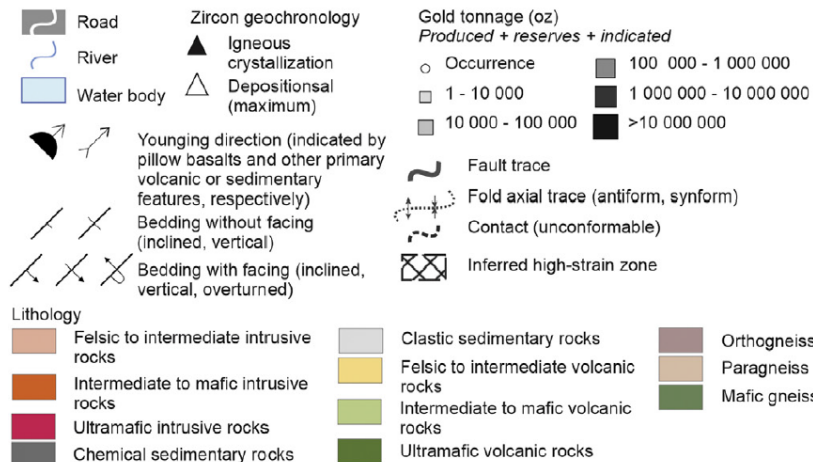 Road
River
Water body
Zircon geochronology
Igneous
crystallization
Depositionsal
(maximum)
Younging direction (indicated by
pillow basalts and other primary
volcanic or sedimentary
features, respectively)
Bedding without facing
(inclined, vertical)
Bedding with facing (inclined,
vertical, overturned)
Gold tonnage (oz)
Produced + reserves + indicated
Occurrence
1 - 10 000
10 000 - 100 000
100 000 - 1 000 000
1 000 000 - 10 000 000
>10 000 000
Fault trace
Fold axial trace (antiform, synform)
Contact (unconformable)
Inferred high-strain zone
Lithology
Felsic to intermediate intrusive
rocks
Intermediate to mafic intrusive
rocks
Ultramafic intrusive rocks
Chemical sedimentary rocks
Clastic sedimentary rocks
Felsic to intermediate volcanic
rocks
Intermediate to mafic volcanic
rocks
Ultramafic volcanic rocks
Orthogneiss
Paragneiss
Mafic gneiss